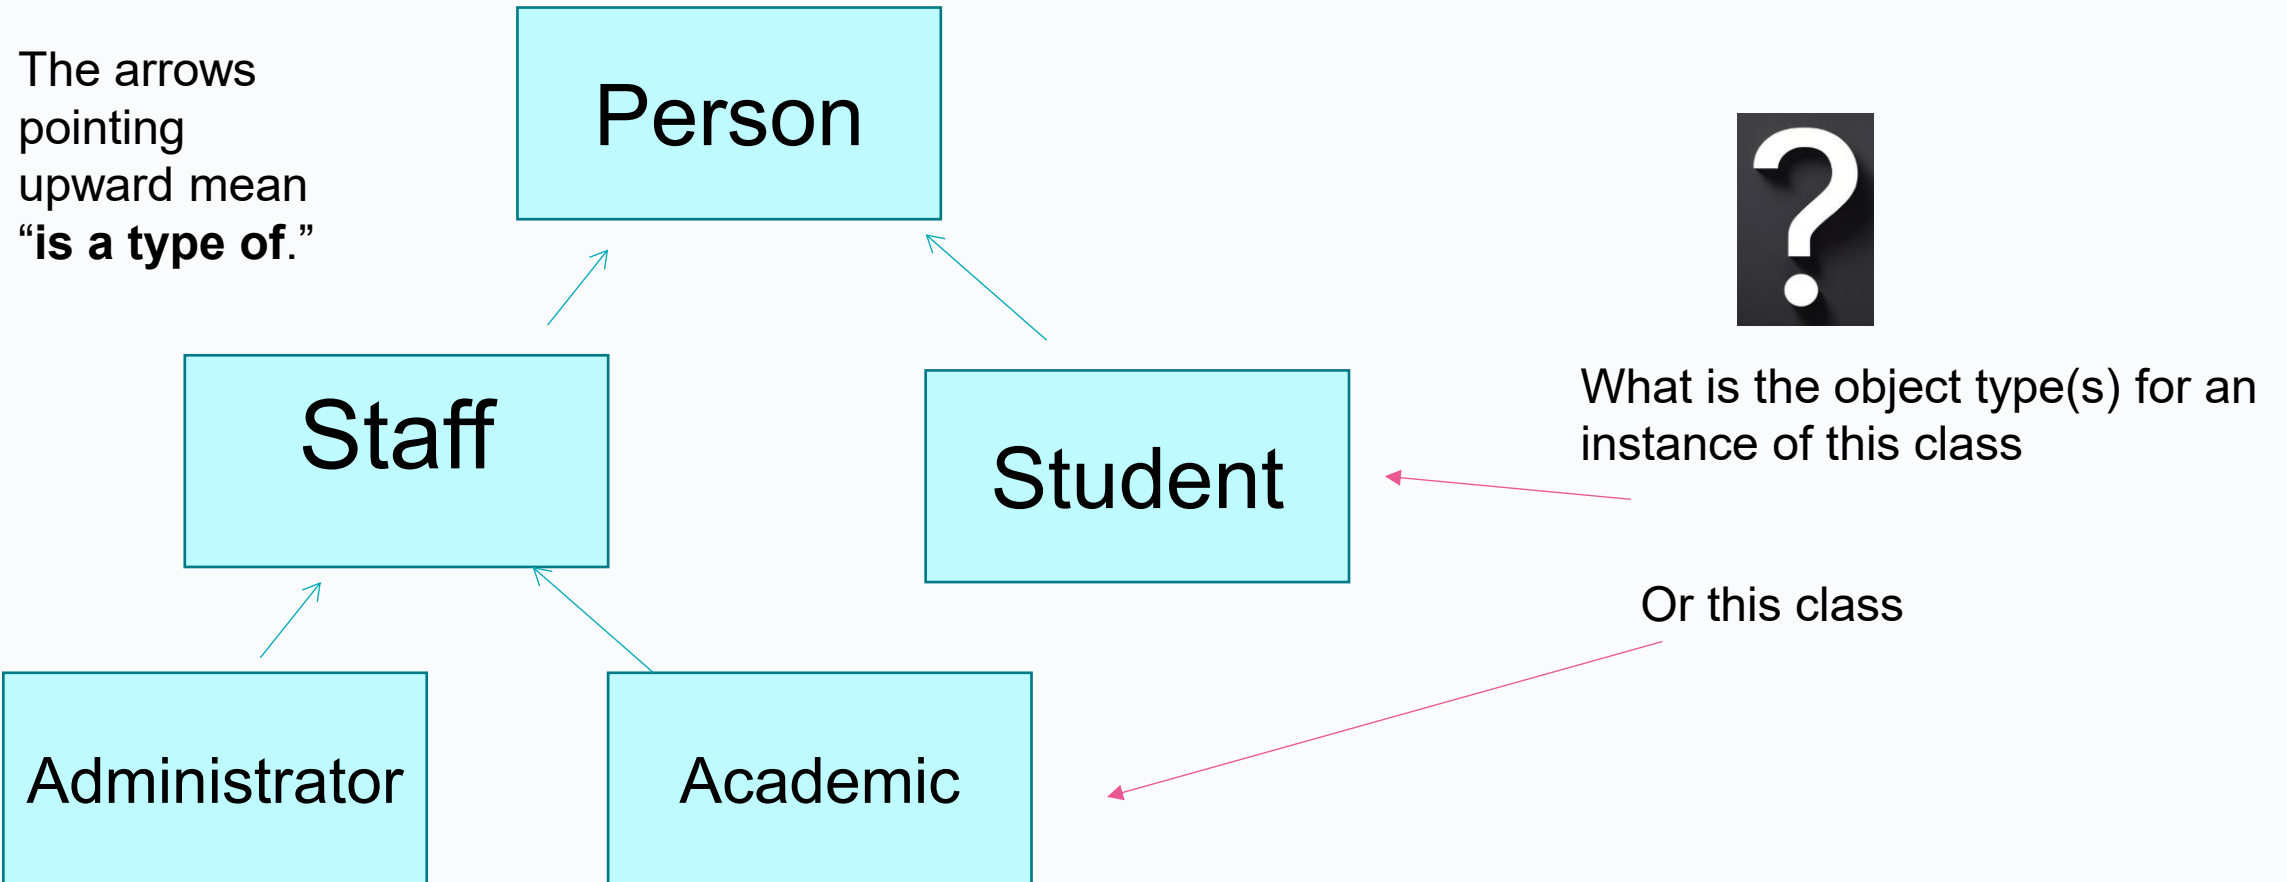 The arrows
pointing
upward mean
“is a type of.”
Person
?
Staff
Student
What is the object type(s) for an
instance of this class
Or this class
Administrator
Academic